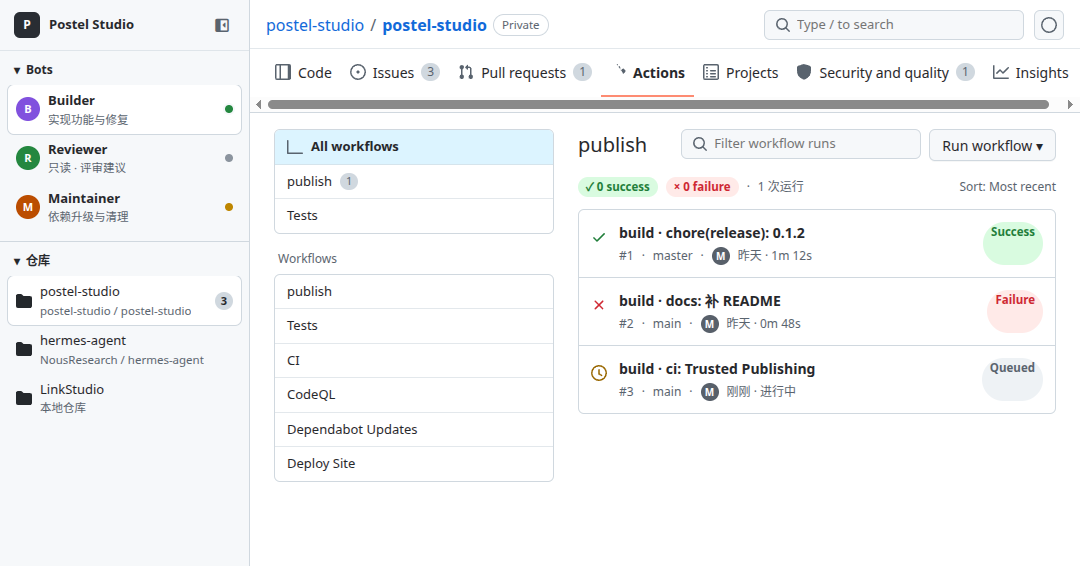 P Postel Studio
▼ Bots
B Builder
实现功能与修复
R Reviewer
只读 · 评审建议
M Maintainer
依赖升级与清理
▼ 仓库
postel-studio 3
postel-studio / postel-studio
hermes-agent
NousResearch / hermes-agent
LinkStudio
本地仓库
postel-studio / postel-studio Private
Type / to search
Code Issues 3 Pull requests 1 Actions Projects Security and quality 1 Insights
All workflows
publish 1
Tests
Workflows
publish
Tests
CI
CodeQL
Dependabot Updates
Deploy Site
publish
Filter workflow runs
Run workflow ▾
✓ 0 success × 0 failure · 1 次运行 Sort: Most recent
build · chore(release): 0.1.2 Success
#1 · master · M 昨天 · 1m 12s
build · docs: 补 README Failure
#2 · main · M 昨天 · 0m 48s
build · ci: Trusted Publishing Queued
#3 · main · M 刚刚 · 进行中